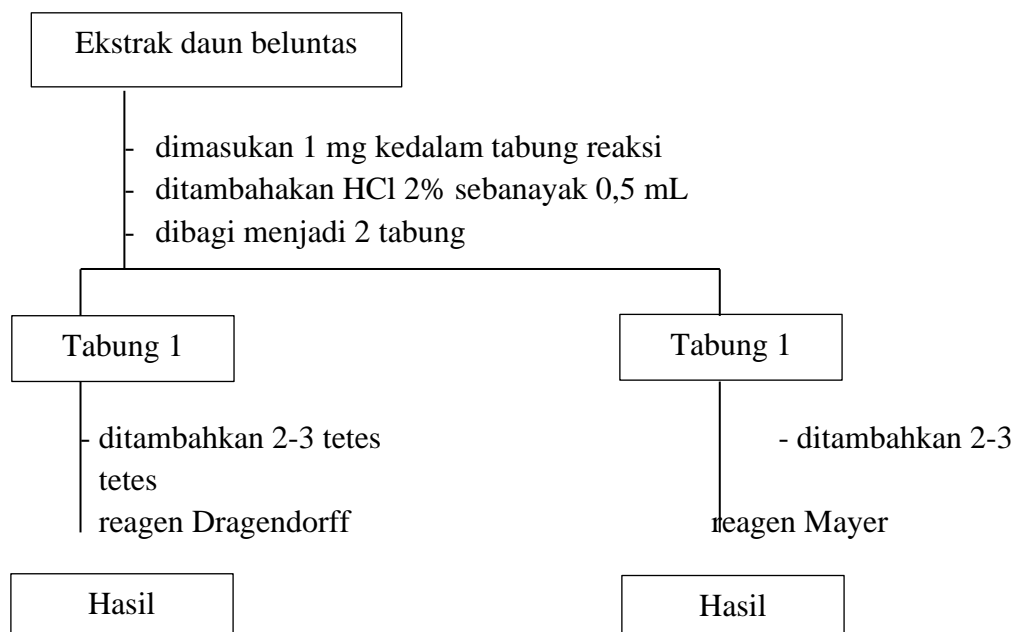 Ekstrak daun beluntas
- dimasukan 1 mg kedalam tabung reaksi
- ditambahakan HCl 2% sebanayak 0,5 mL
- dibagi menjadi 2 tabung
Tabung 1
Tabung 1
- ditambahkan 2-3 tetes
- ditambahkan 2-3
tetes
reagen Dragendorff
reagen Mayer
Hasil
Hasil